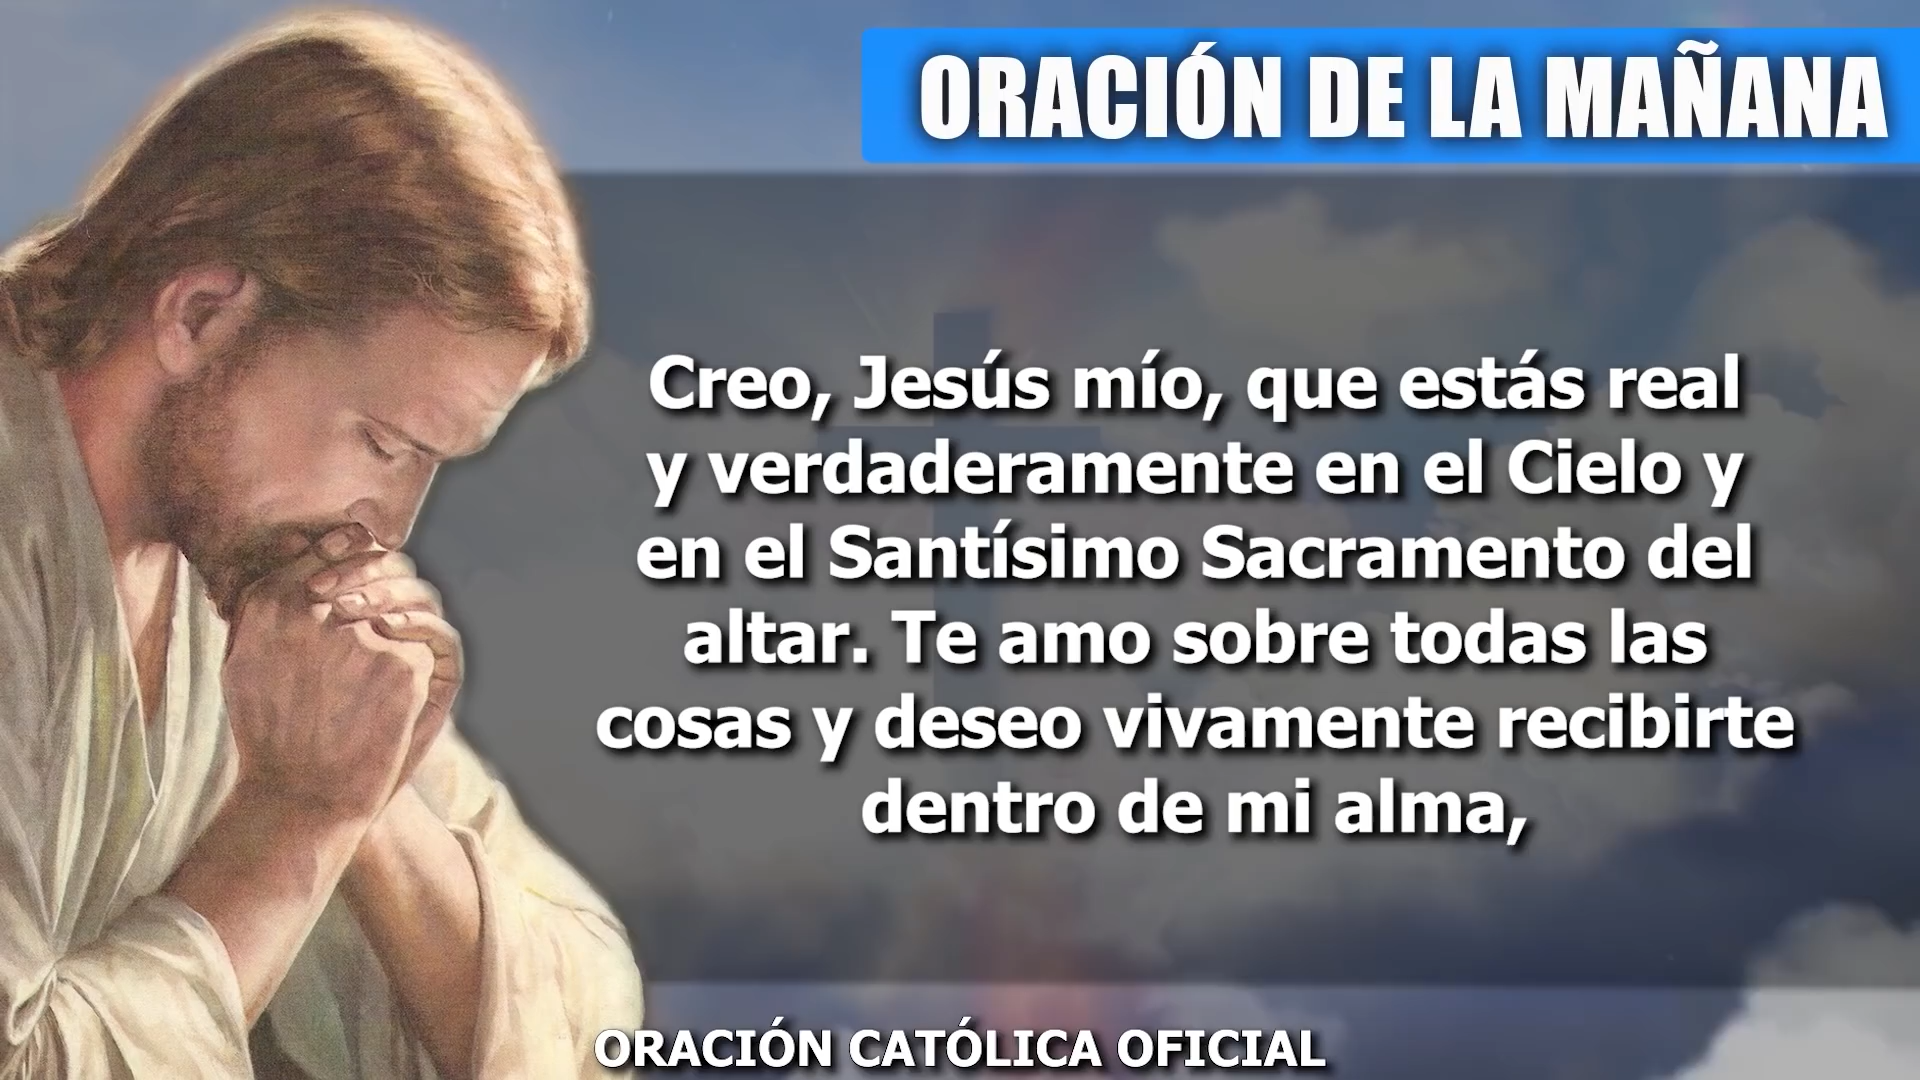 ORACIÓN DE LA MAÑANA
Creo, Jesús mío, que estás real
y verdaderamente en el Cielo y
en el Santísimo Sacramento del
altar. Te amo sobre todas las
cosas y deseo vivamente recibirte
dentro de mi alma,
ORACIÓN CATÓLICA OFICIAL